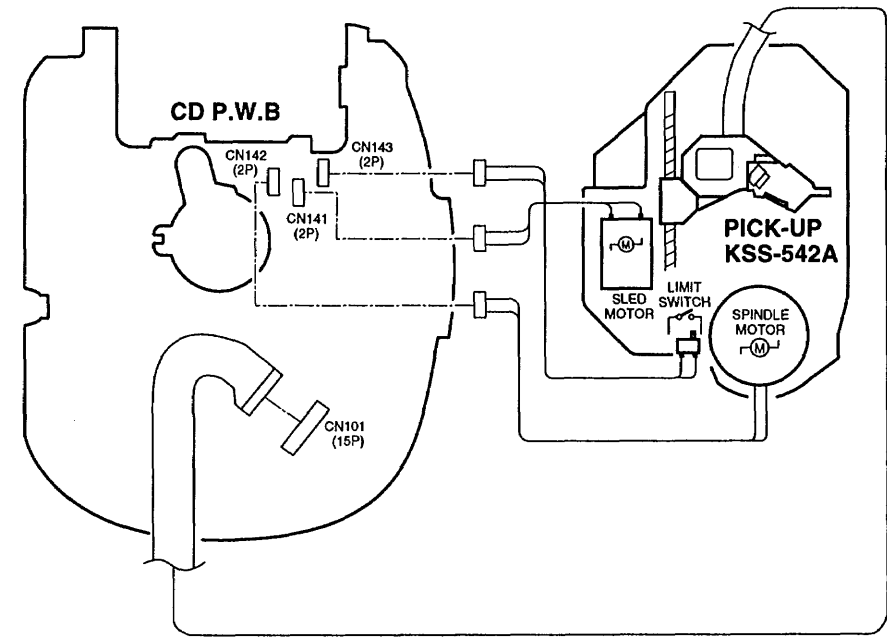 CD P.W.B
CN142
(2P)
CN143
(2P)
CN141
(2P)
PICK-UP
KSS-542A
M
SLED
MOTOR
LIMIT
SWITCH
SPINDLE
MOTOR
M
CN101
(15P)